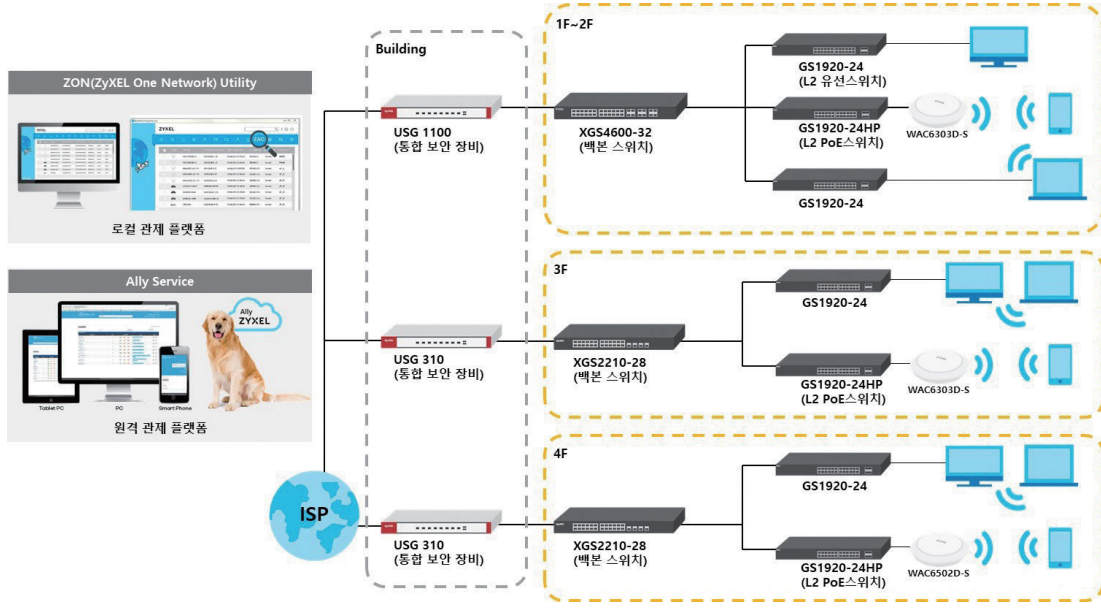 ZON(ZyXEL One Network) Utility
ZYXEL
ZAC
로컬 관제 플랫폼
Ally Service
Ally
ZYXEL
Tablet PC
PC
Smart Phone
원격 관제 플랫폼
ISP
Building
USG 1100
(통합 보안 장비)
USG 310
(통합 보안 장비)
USG 310
(통합 보안 장비)
1F~2F
XGS4600-32
(백본 스위치)
GS1920-24
(L2 유선스위치)
GS1920-24HP
(L2 PoE스위치)
WAC6303D-S
GS1920-24
3F
XGS2210-28
(백본 스위치)
GS1920-24
GS1920-24HP
(L2 PoE스위치)
WAC6303D-S
4F
XGS2210-28
(백본 스위치)
GS1920-24
GS1920-24HP
(L2 PoE스위치)
WAC6502D-S